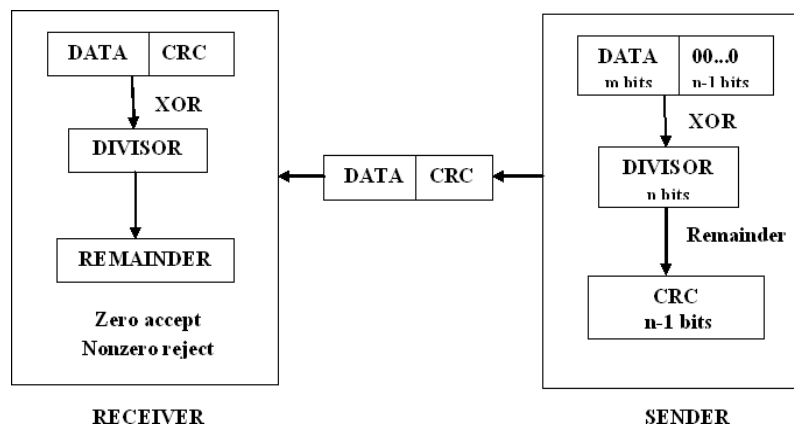 DATA CRC
XOR
DIVISOR
REMAINDER
Zero accept
Nonzero reject
RECEIVER
DATA CRC
DATA 00...0
m bits n-1 bits
XOR
DIVISOR
n bits
Remainder
CRC
n-1 bits
SENDER